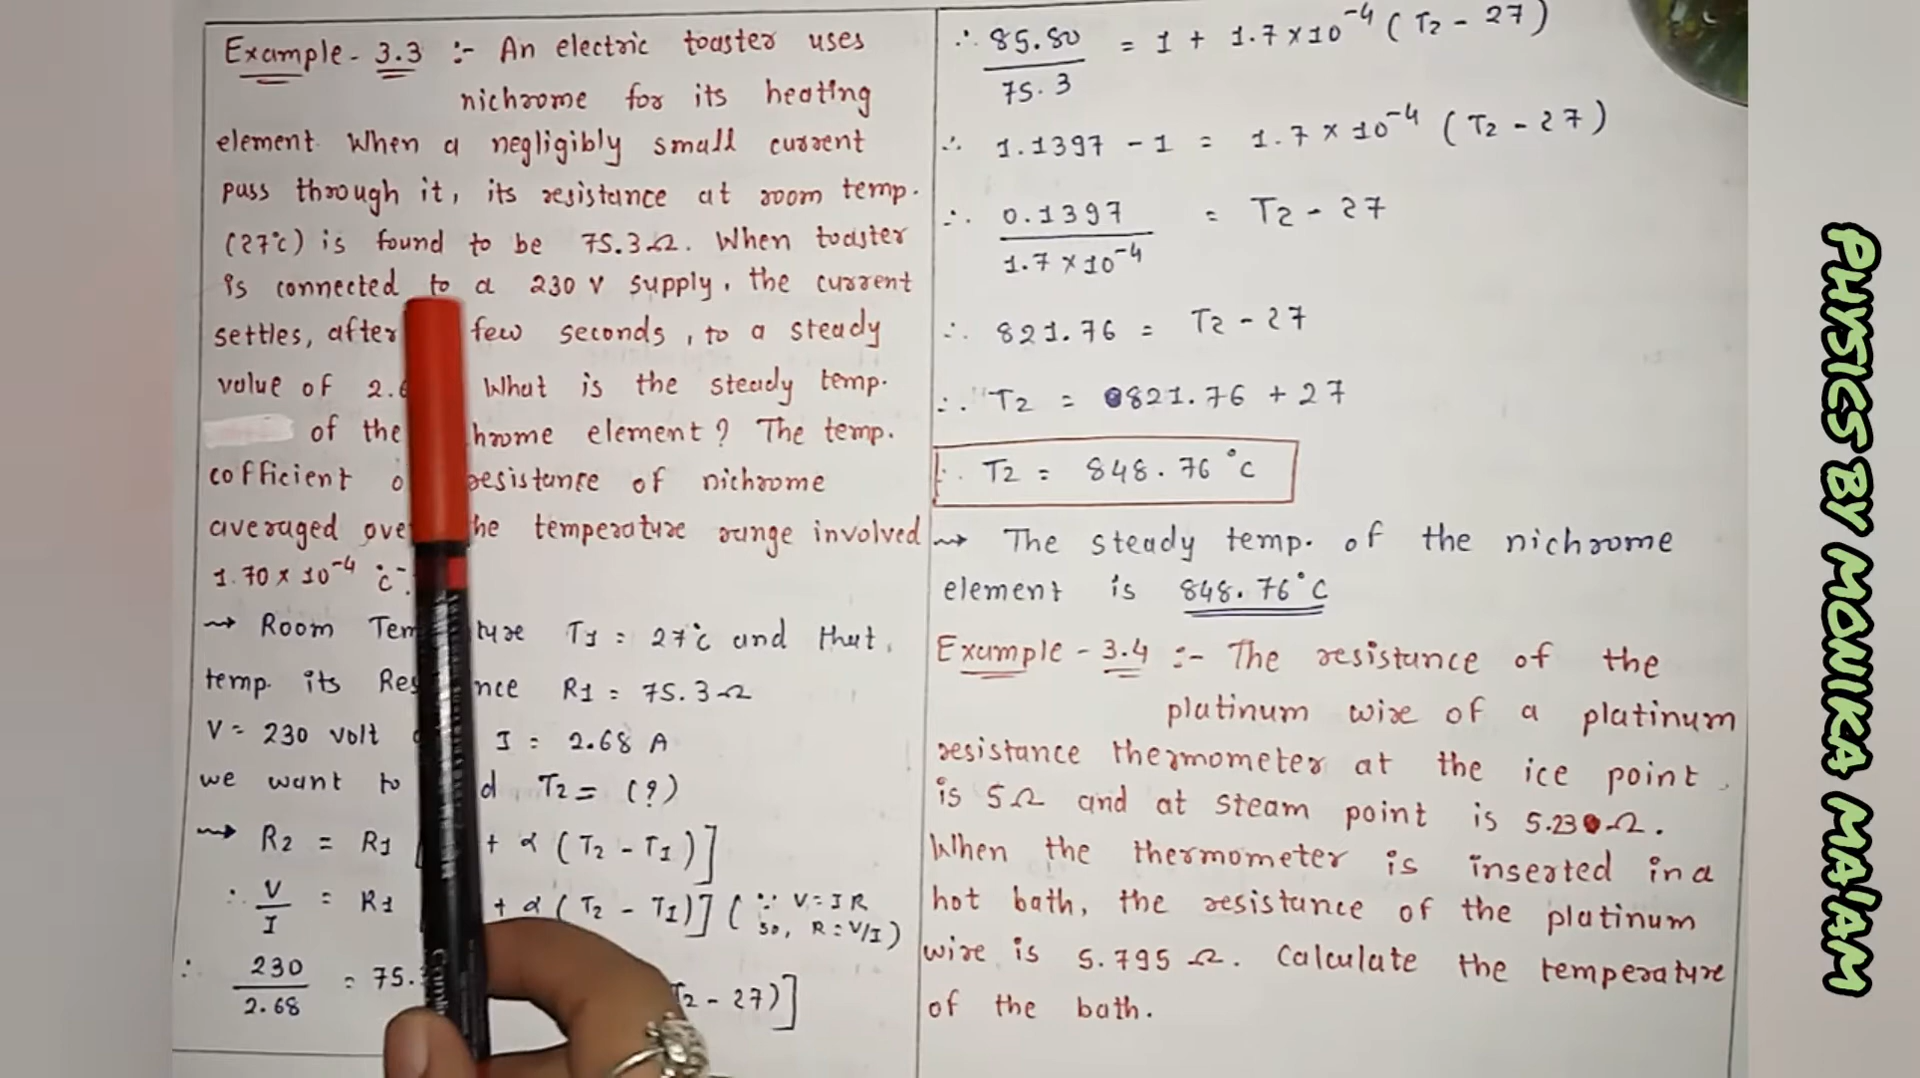 Example - 3.3 :- An electric toaster uses
nichrome for its heating
element. When a negligibly small current
pass through it, its resistance at room temp.
(27°c) is found to be 75.3Ω. When toaster
is connected to a 230 V supply, the current
settles, after few seconds, to a steady
value of 2.6 What is the steady temp.
of the hrome element? The temp.
cofficient o resistance of nichrome
averaged ove he temperature range involved
1.70 × 10⁻⁴ °c⁻
⇝ Room Tem ture T1 = 27°c and that
temp. its Res nce R1 = 75.3Ω
V = 230 volt I = 2.68 A
we want to d T2 = (?)
⇝ R2 = R1 [ + α (T2 - T1)]
∴ V/I = R1 + α (T2 - T1)] (∵ V = IR
so, R = V/I)
∴ 230/2.68 = 75. 2 - 27)]
∴ 85.80/75.3 = 1 + 1.7 × 10⁻⁴ (T2 - 27)
∴ 1.1397 - 1 = 1.7 × 10⁻⁴ (T2 - 27)
∴ 0.1397/1.7 × 10⁻⁴ = T2 - 27
∴ 821.76 = T2 - 27
∴ T2 = 821.76 + 27
∴ T2 = 848.76 °c
⇝ The steady temp. of the nichrome
element is 848.76°C
Example - 3.4 :- The resistance of the
platinum wire of a platinum
resistance thermometer at the ice point
is 5Ω and at steam point is 5.23Ω.
When the thermometer is inserted in a
hot bath, the resistance of the platinum
wire is 5.795 Ω. Calculate the temperature
of the bath.
PHYSICS BY MONIKA MA'AM